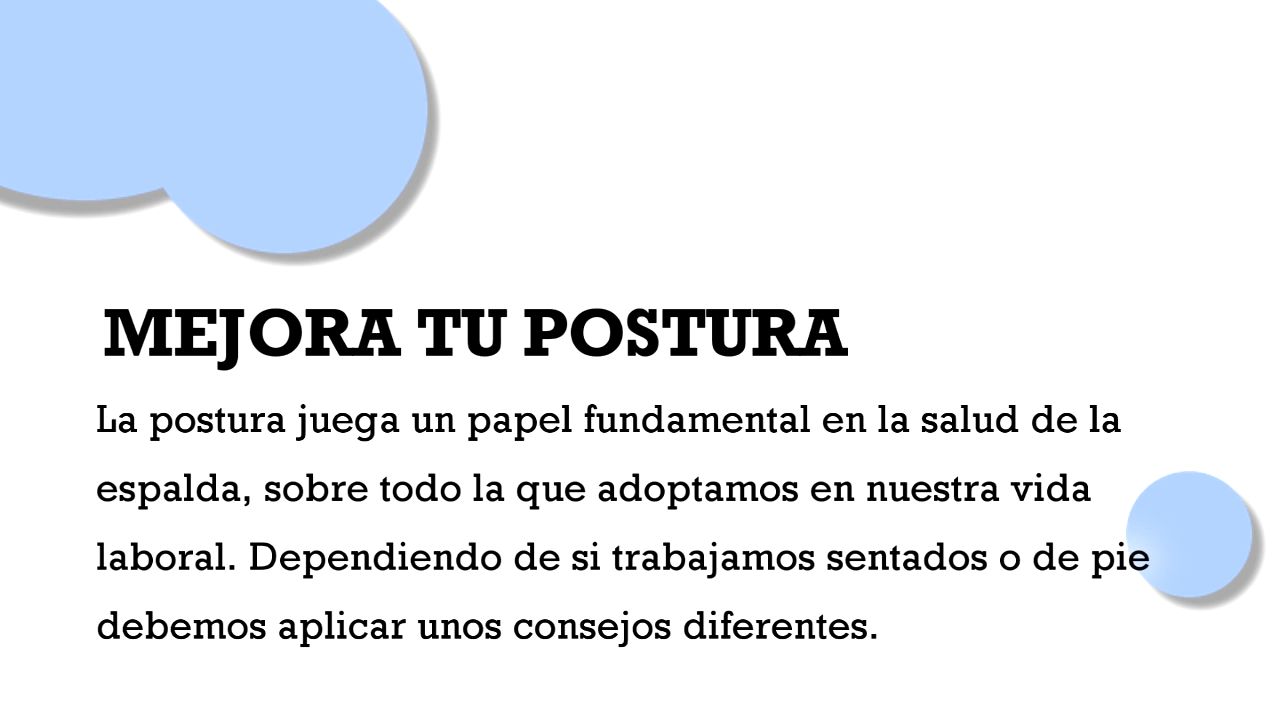 MEJORA TU POSTURA
La postura juega un papel fundamental en la salud de la
espalda, sobre todo la que adoptamos en nuestra vida
laboral. Dependiendo de si trabajamos sentados o de pie
debemos aplicar unos consejos diferentes.